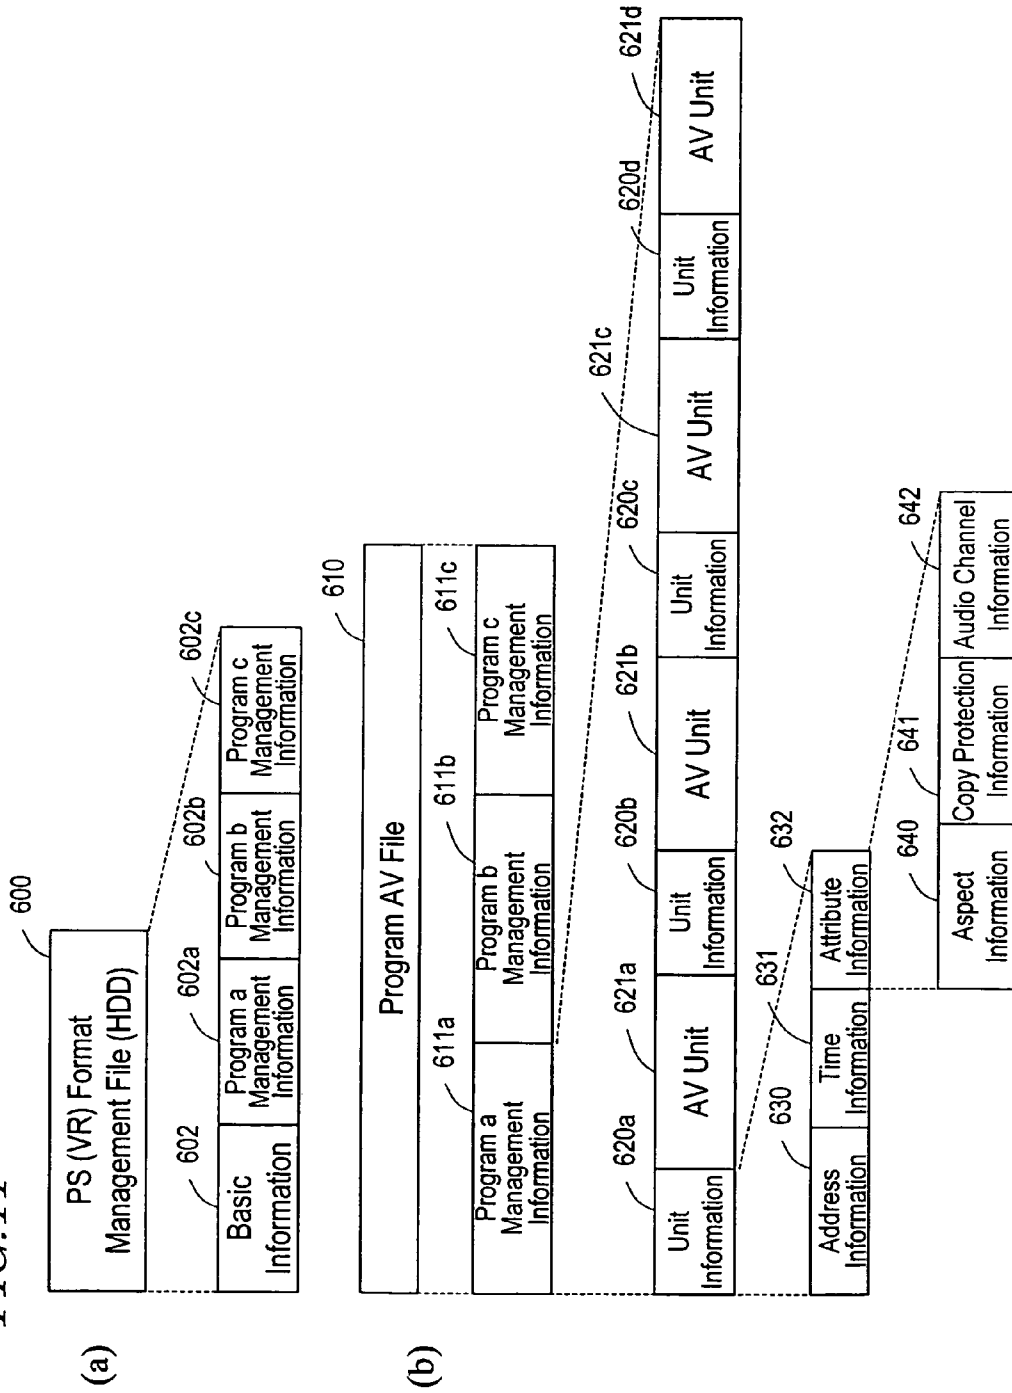 (a)
600
PS (VR) Format
Management File (HDD)
602
602a
602b
602c
Basic
Information
Program a
Management
Information
Program b
Management
Information
Program c
Management
Information
(b)
610
Program AV File
611a
611b
611c
Program a
Management
Information
Program b
Management
Information
Program c
Management
Information
620a
621a
620b
621b
620c
621c
620d
621d
Unit
Information
AV Unit
Unit
Information
AV Unit
Unit
Information
AV Unit
Unit
Information
AV Unit
630
631
632
Address
Information
Time
Information
Attribute
Information
640
641
642
Aspect
Information
Copy Protection
Information
Audio Channel
Information